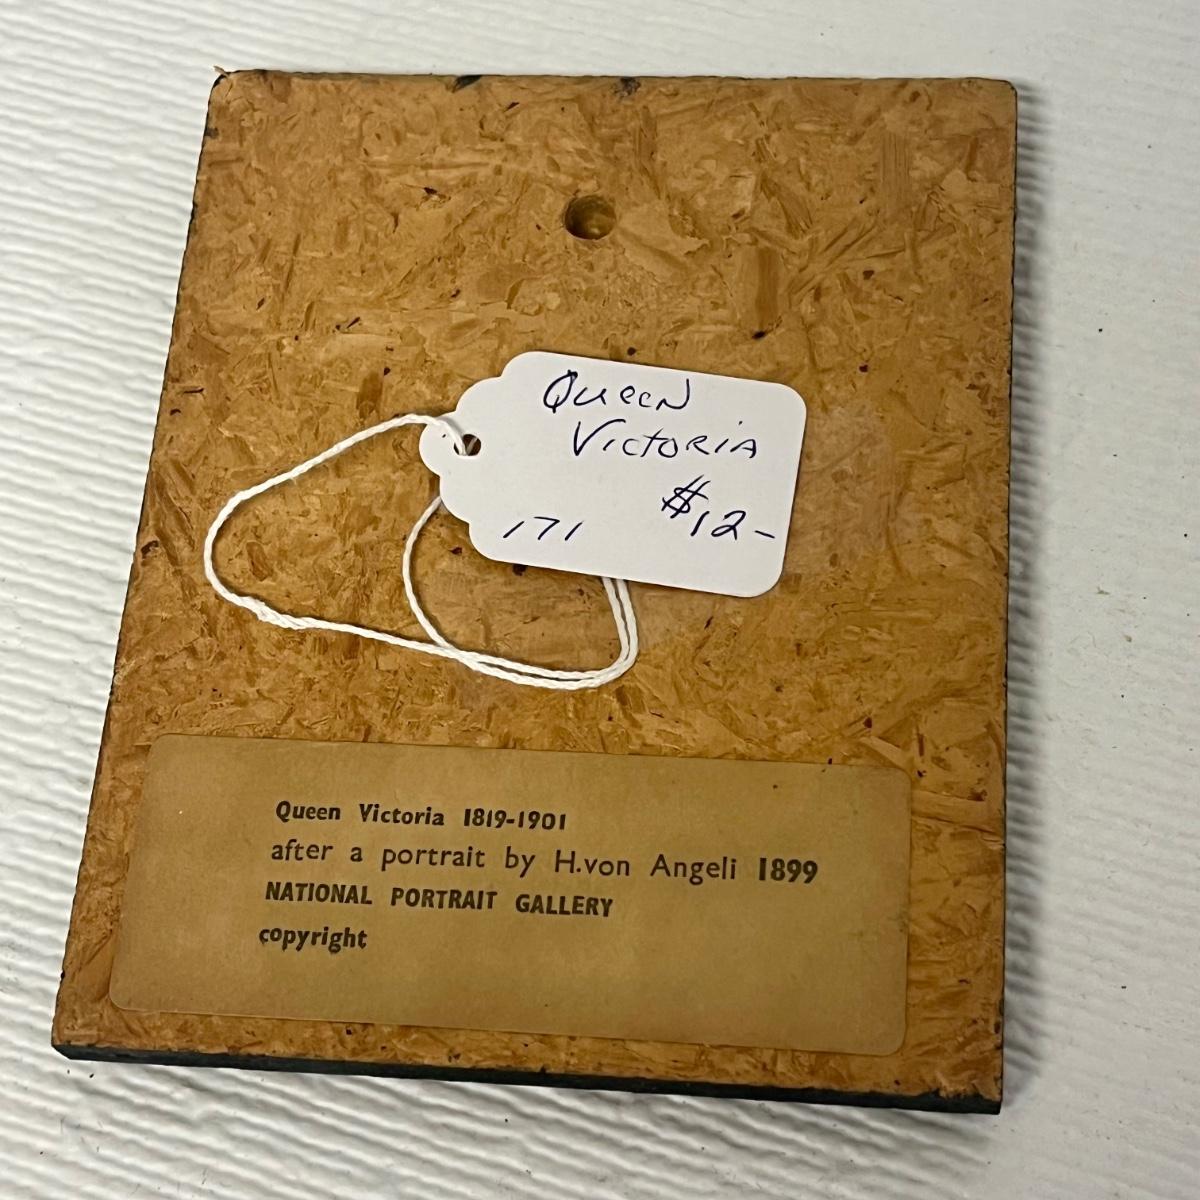 Queen
Victoria
$12-
171
Queen Victoria 1819-1901
after a portrait by H.von Angeli 1899
NATIONAL PORTRAIT GALLERY
copyright